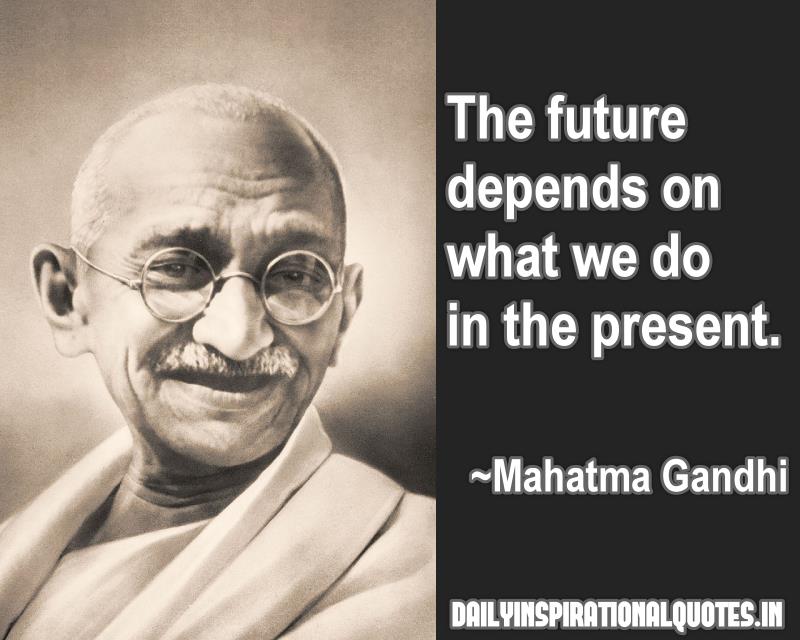 The future
depends on
what we do
in the present.
~Mahatma Gandhi
DAILYINSPIRATIONALQUOTES.IN